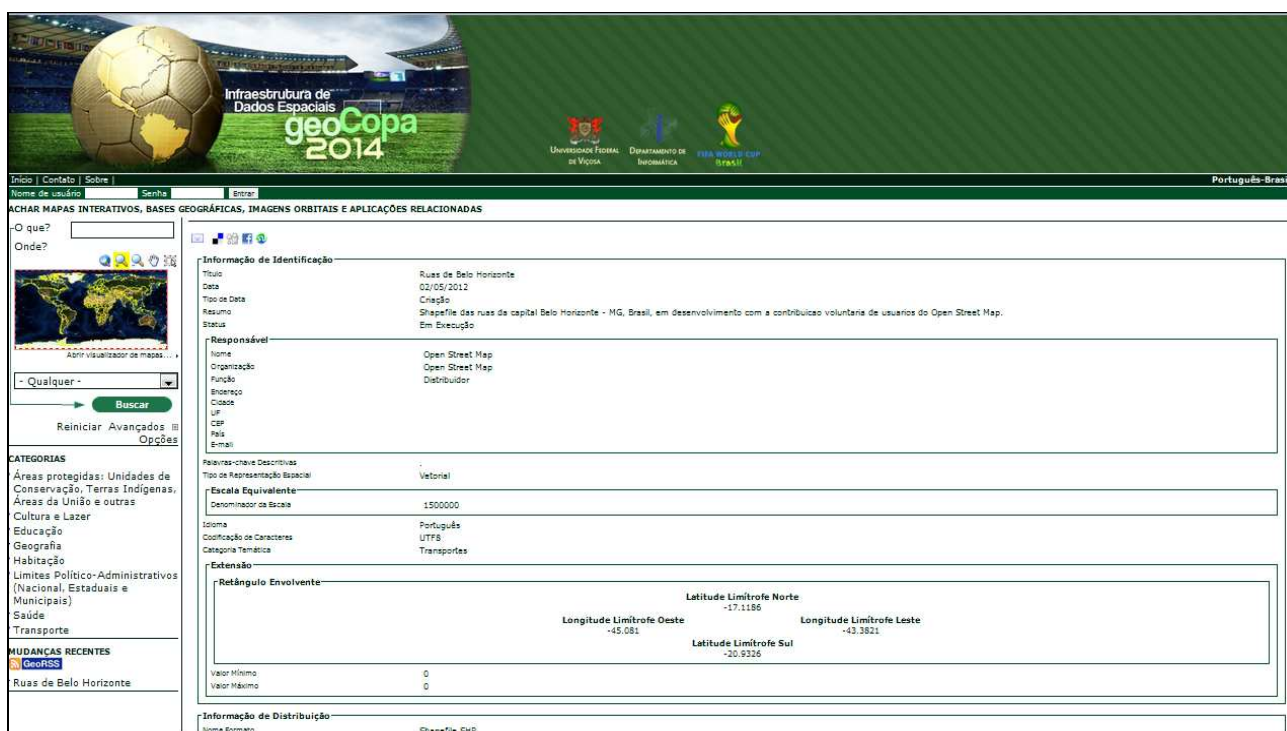 Infraestrutura de
Dados Espaciais
geoCopa
2014
UNIVERSIDADE FEDERAL
DE VIÇOSA
DEPARTAMENTO DE
INFORMÁTICA
FIFA WORLD CUP
Brasil
Início | Contato | Sobre |
Português-Brasi
Nome de usuário
Senha
Entrar
ACHAR MAPAS INTERATIVOS, BASES GEOGRÁFICAS, IMAGENS ORBITAIS E APLICAÇÕES RELACIONADAS
O que?
Onde?
Abrir visualizador de mapas...
- Qualquer -
Buscar
Reiniciar Avançados
Opções
CATEGORIAS
Áreas protegidas: Unidades de
Conservação, Terras Indígenas,
Áreas da União e outras
Cultura e Lazer
Educação
Geografia
Habitação
Limites Político-Administrativos
(Nacional, Estaduais e
Municipais)
Saúde
Transporte
MUDANÇAS RECENTES
GeoRSS
Ruas de Belo Horizonte
Informação de Identificação
Título Ruas de Belo Horizonte
Data 02/05/2012
Tipo de Data Criação
Resumo Shapefile das ruas da capital Belo Horizonte - MG, Brasil, em desenvolvimento com a contribuicao voluntaria de usuarios do Open Street Map.
Status Em Execução
Responsável
Nome Open Street Map
Organização Open Street Map
Função Distribuidor
Endereço
Cidade
UF
CEP
País
E-mail
Palavras-chave Descritivas .
Tipo de Representação Espacial Vetorial
Escala Equivalente
Denominador da Escala 1500000
Idioma Português
Codificação de Caracteres UTF8
Categoria Temática Transportes
Extensão
Retângulo Envolvente
Latitude Limítrofe Norte
-17.1186
Longitude Limítrofe Oeste Longitude Limítrofe Leste
-45.081 -43.3821
Latitude Limítrofe Sul
-20.9326
Valor Mínimo 0
Valor Máximo 0
Informação de Distribuição
Nome Formato Shapefile SHP